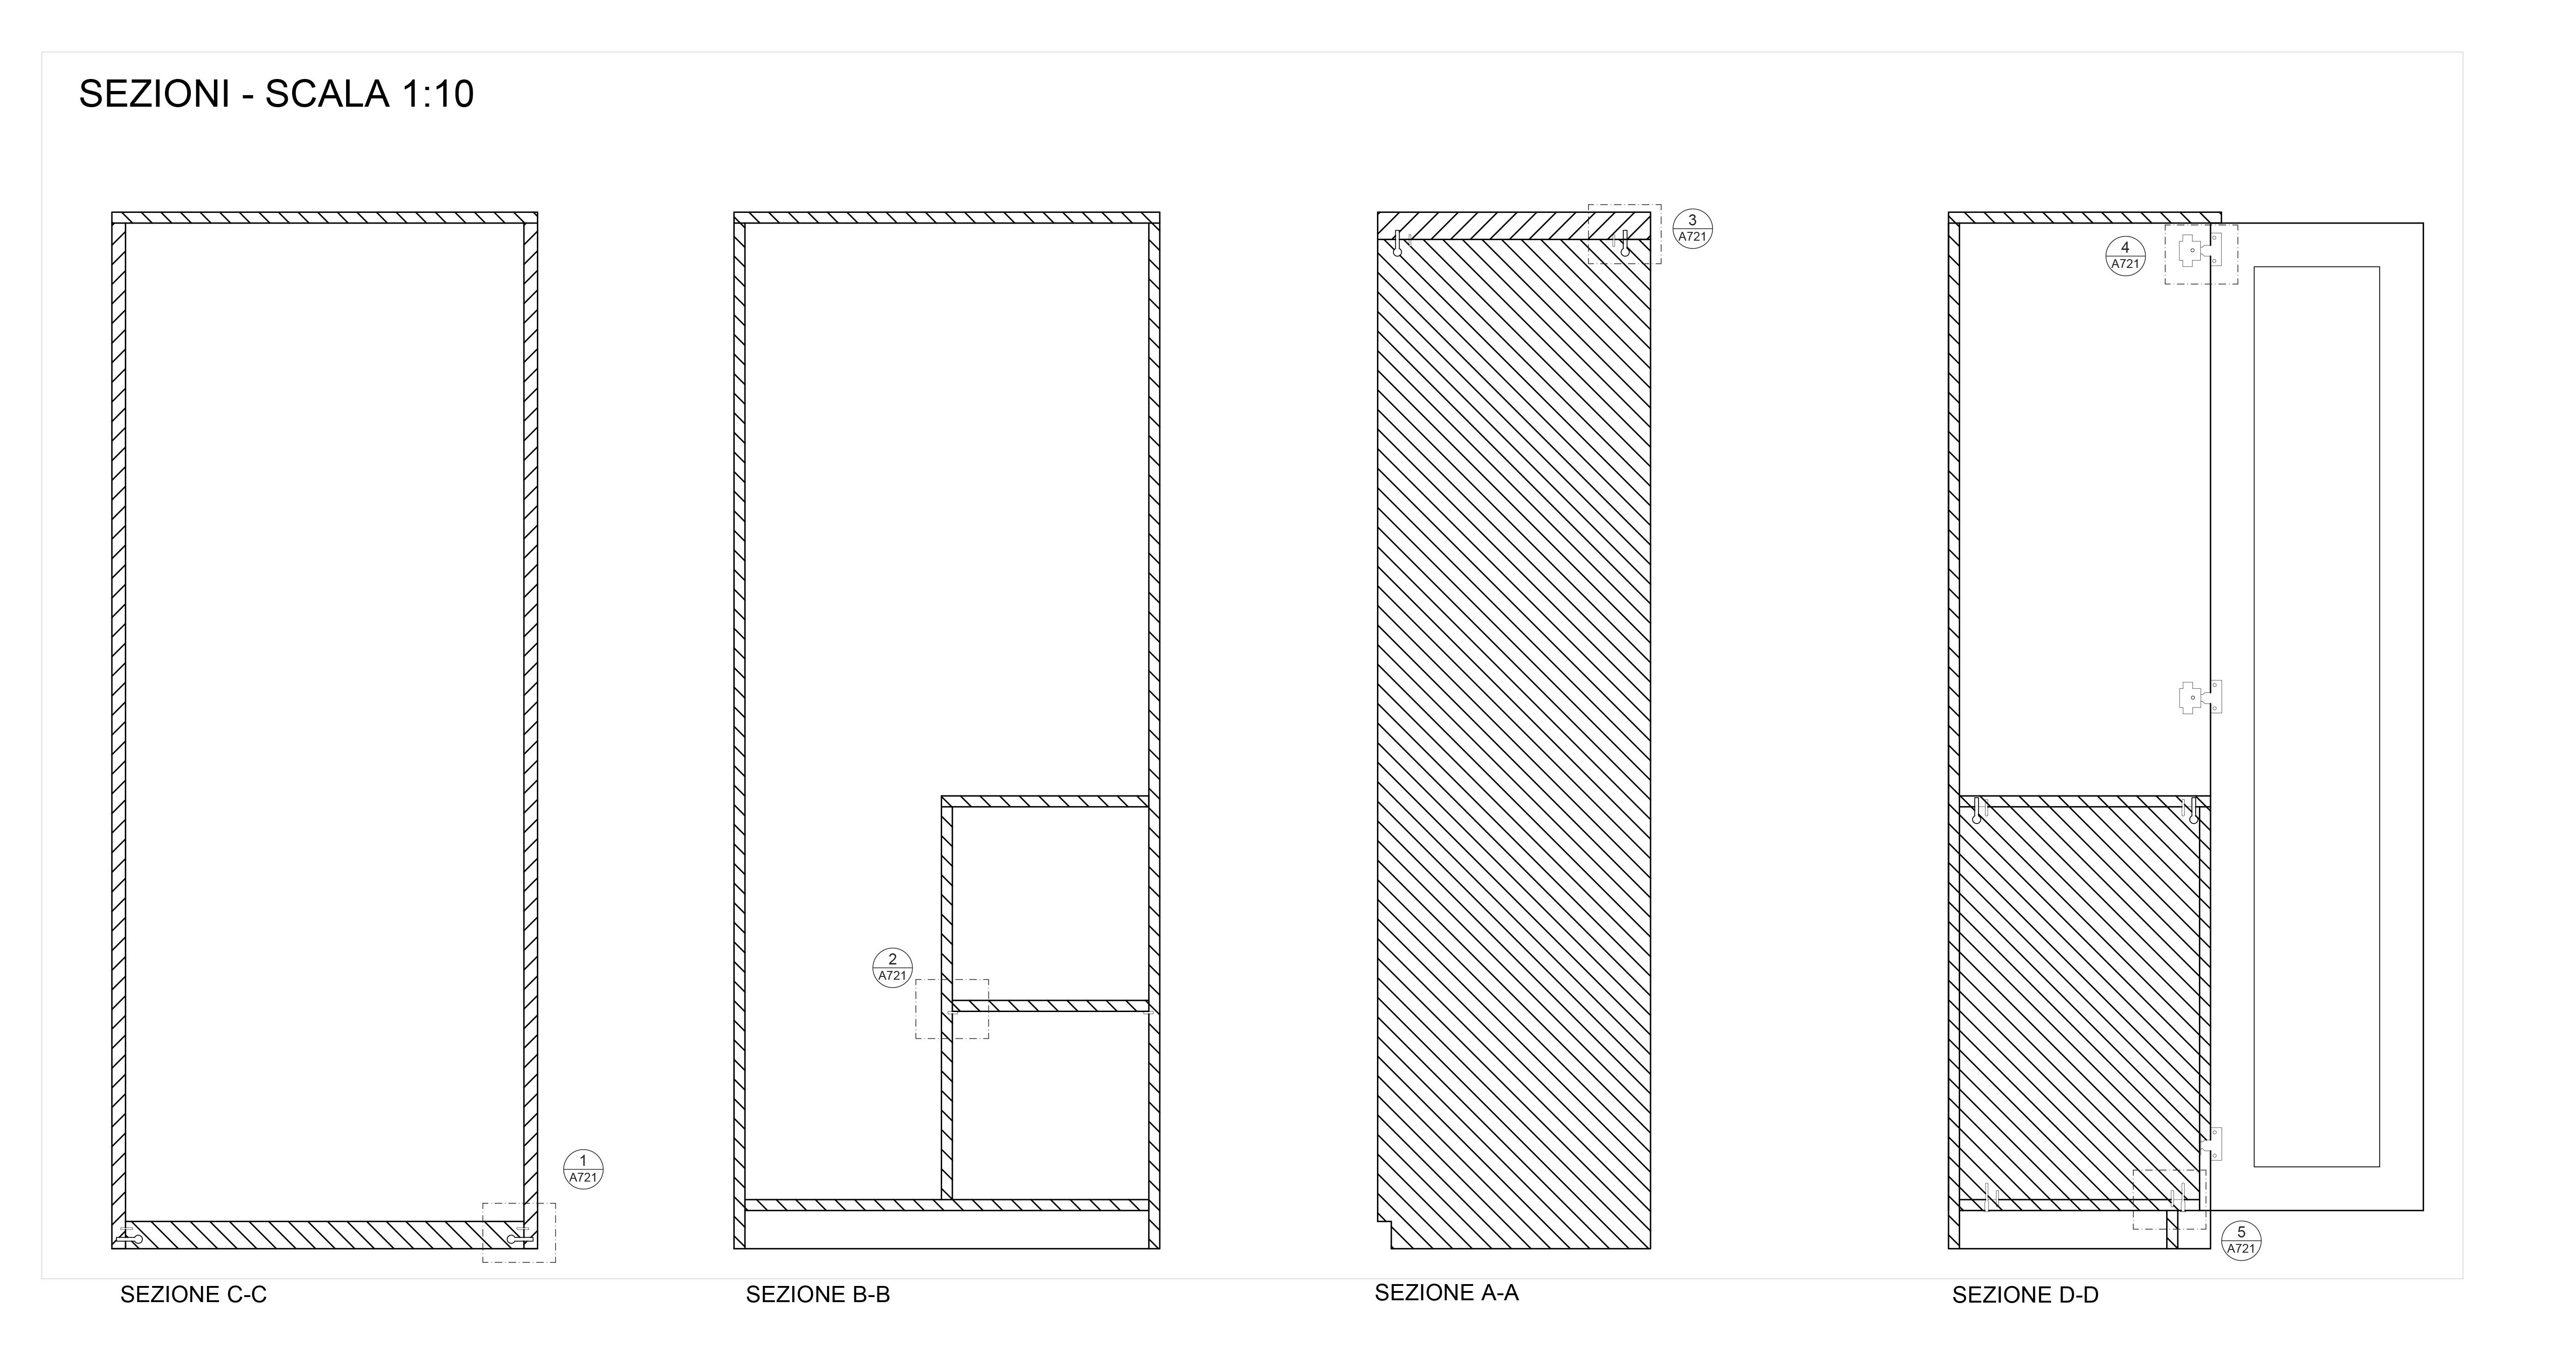 SEZIONI - SCALA 1:10
3
A721
4
A721
2
A721
1
A721
5
A721
SEZIONE C-C
SEZIONE B-B
SEZIONE A-A
SEZIONE D-D